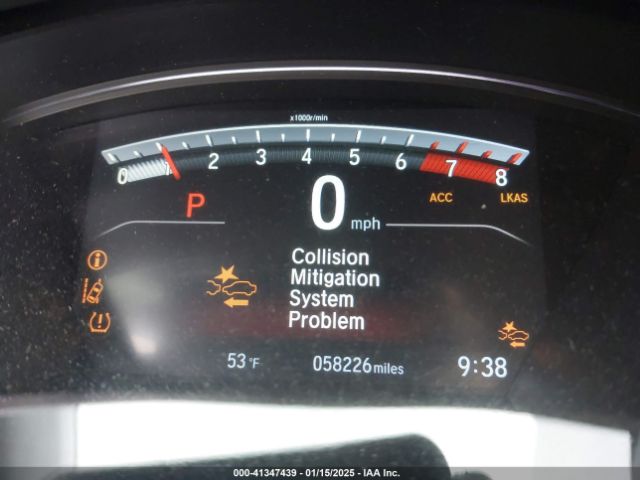 x1000r/min
0 1 2 3 4 5 6 7 8
P 0 mph ACC LKAS
Collision
Mitigation
System
Problem
53°F 058226 miles 9:38
000-41347439 - 01/15/2025 - IAA Inc.